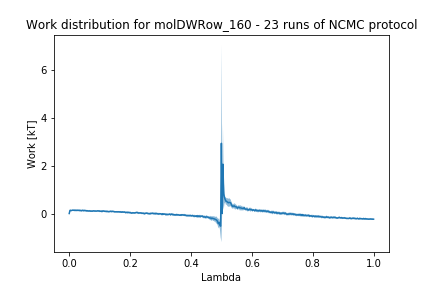 Work distribution for molDWRow_160 - 23 runs of NCMC protocol
6
4
2
0
Work [kT]
0.0 0.2 0.4 0.6 0.8 1.0
Lambda